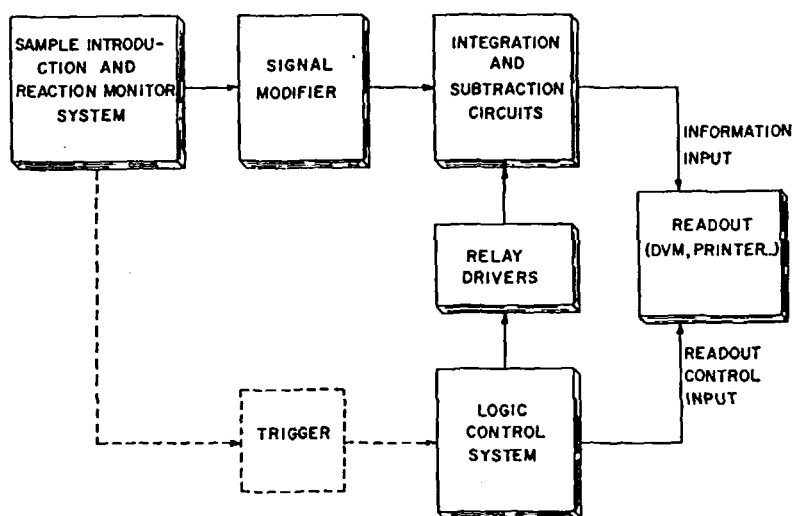 SAMPLE INTRODU-
CTION AND
REACTION MONITOR
SYSTEM
SIGNAL
MODIFIER
INTEGRATION
AND
SUBTRACTION
CIRCUITS
INFORMATION
INPUT
READOUT
(DVM, PRINTER..)
RELAY
DRIVERS
READOUT
CONTROL
INPUT
TRIGGER
LOGIC
CONTROL
SYSTEM